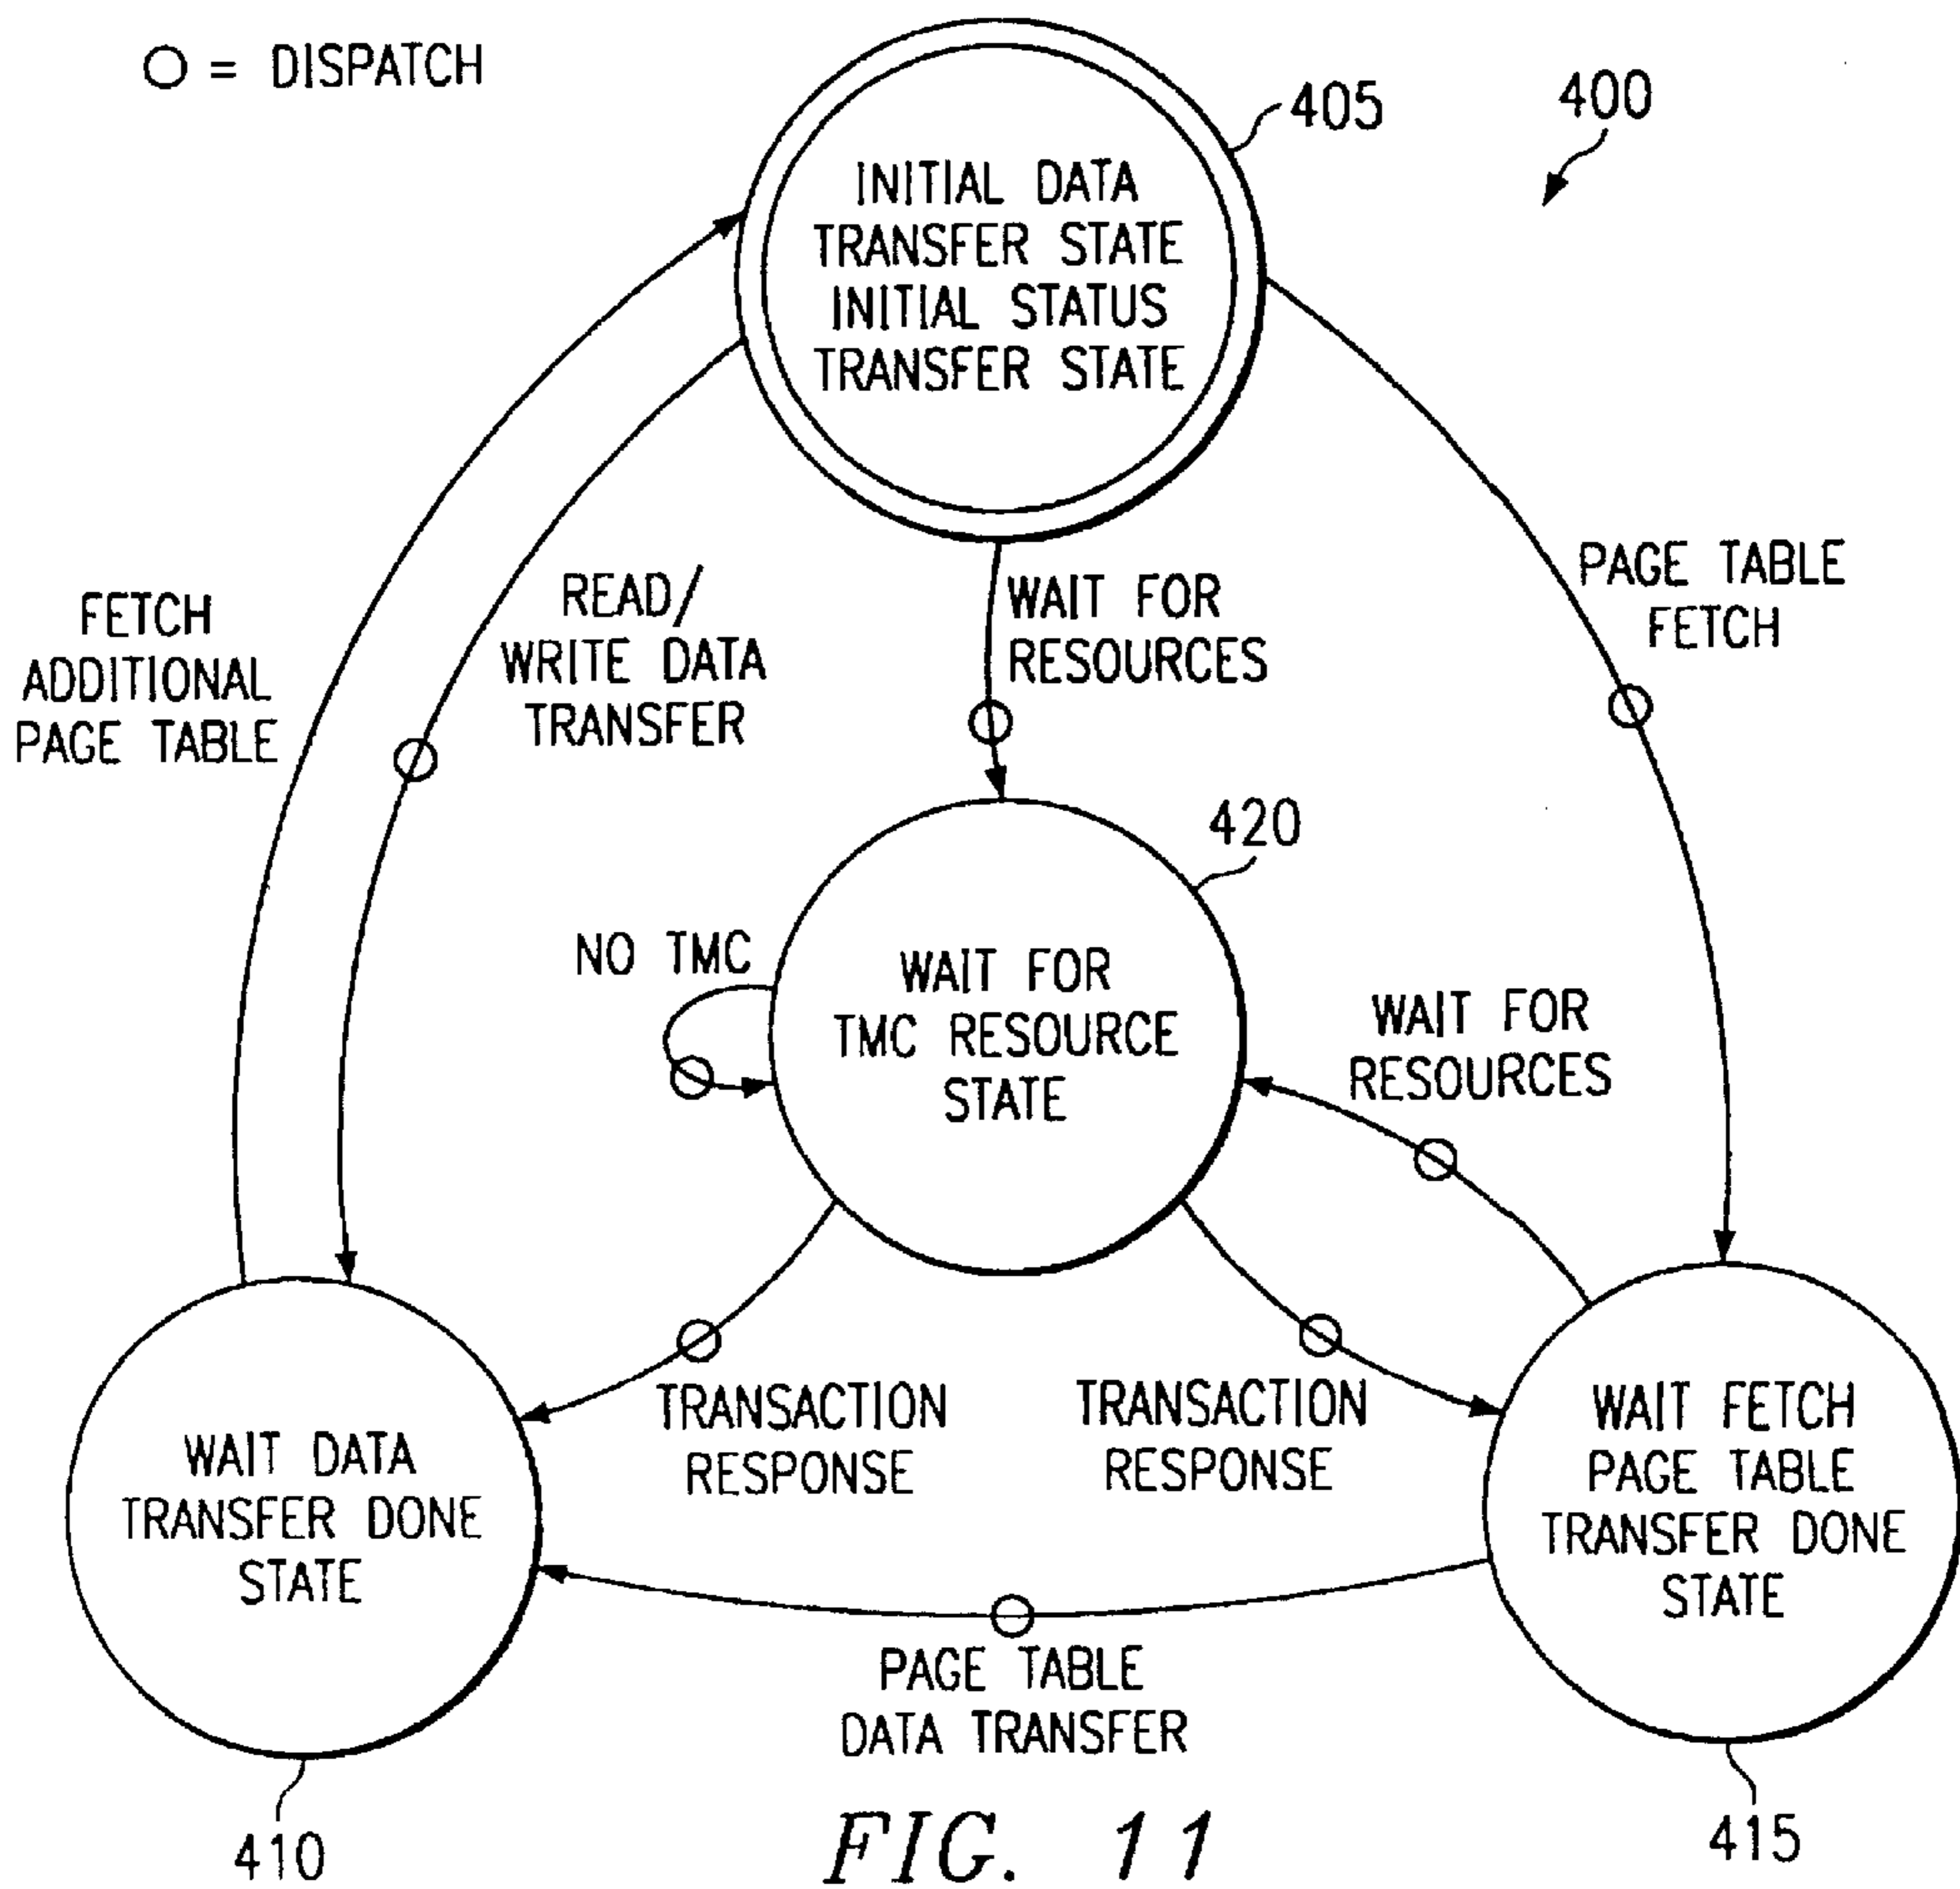 O = DISPATCH
405
400
INITIAL DATA
TRANSFER STATE
INITIAL STATUS
TRANSFER STATE
FETCH
ADDITIONAL
PAGE TABLE
READ/
WRITE DATA
TRANSFER
WAIT FOR
RESOURCES
PAGE TABLE
FETCH
420
NO TMC
WAIT FOR
TMC RESOURCE
STATE
WAIT FOR
RESOURCES
TRANSACTION
RESPONSE
TRANSACTION
RESPONSE
WAIT DATA
TRANSFER DONE
STATE
WAIT FETCH
PAGE TABLE
TRANSFER DONE
STATE
PAGE TABLE
DATA TRANSFER
410
415
FIG. 11